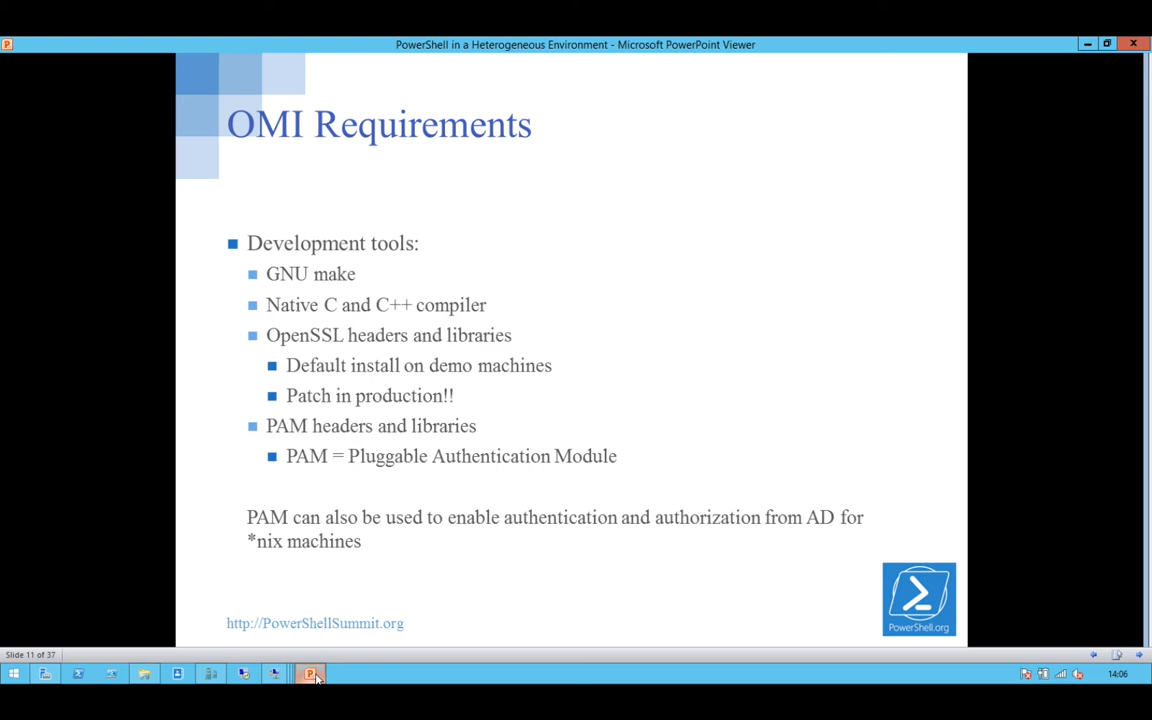 PowerShell in a Heterogeneous Environment - Microsoft PowerPoint Viewer
OMI Requirements
Development tools:
GNU make
Native C and C++ compiler
OpenSSL headers and libraries
Default install on demo machines
Patch in production!!
PAM headers and libraries
PAM = Pluggable Authentication Module
PAM can also be used to enable authentication and authorization from AD for
*nix machines
PowerShell.org
http://PowerShellSummit.org
Slide 11 of 37
14:06